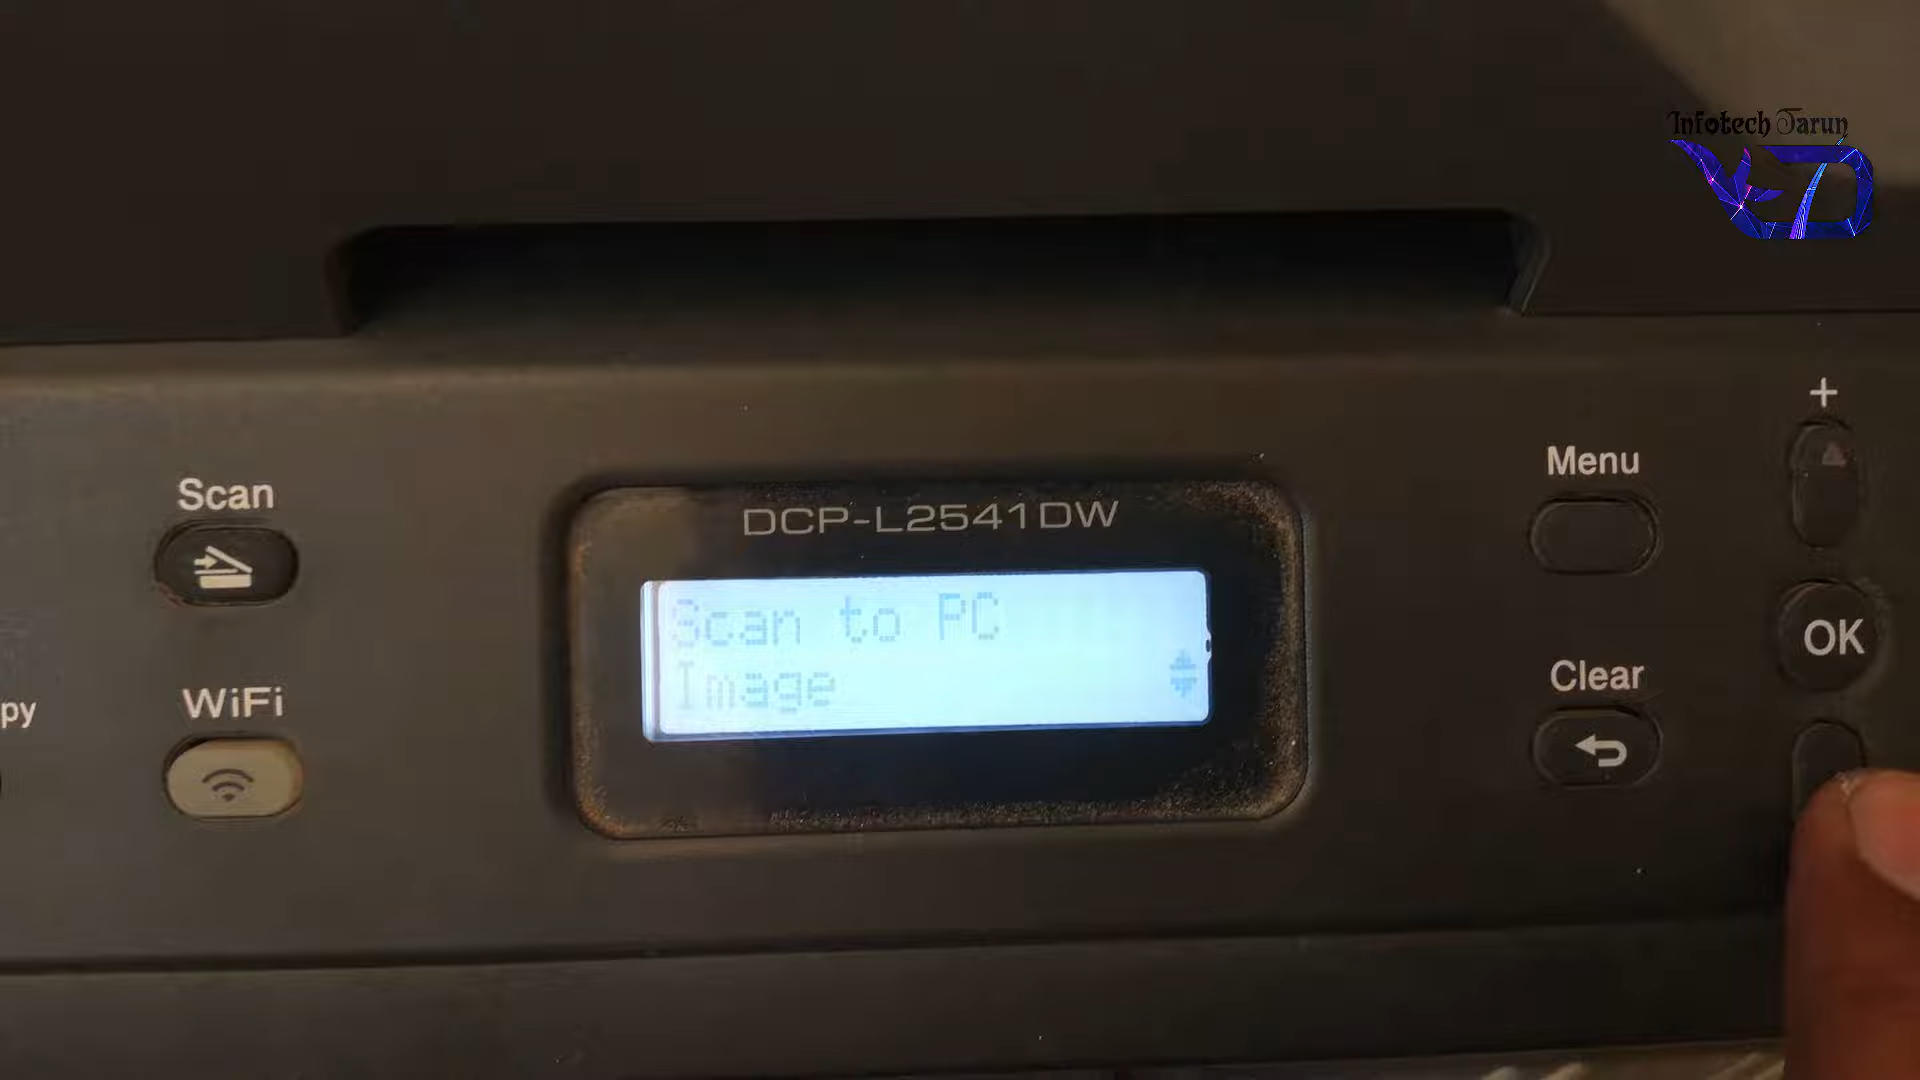 Infotech Tarun
+
Menu
Scan
DCP-L2541DW
Scan to PC
OK
Image
Clear
WiFi
py